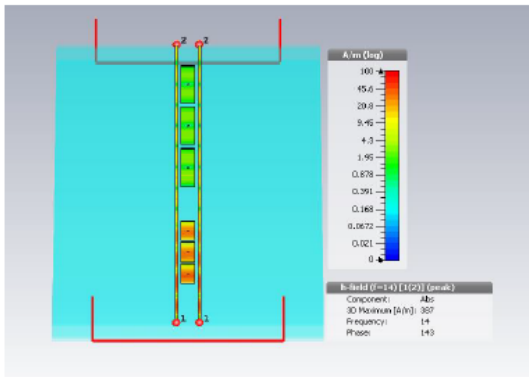 2 2
A/m (log)
100
45.6
20.8
9.45
4.3
1.95
0.878
0.391
0.168
0.0672
0.021
0
h-field (f=14) [1(2)] (peak)
Component: Abs
3D Maximum [A/m]: 387
Frequency: 14
Phase: 143
1 1